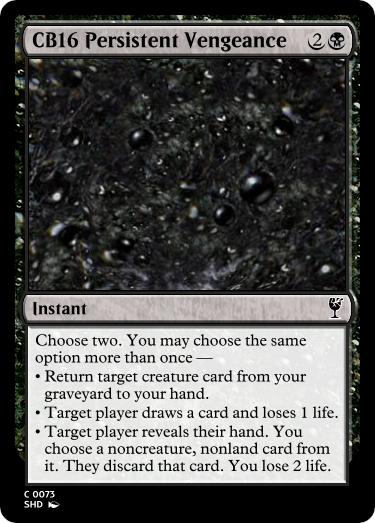 CB16 Persistent Vengeance 2
Instant
Choose two. You may choose the same
option more than once —
• Return target creature card from your
graveyard to your hand.
• Target player draws a card and loses 1 life.
• Target player reveals their hand. You
choose a noncreature, nonland card from
it. They discard that card. You lose 2 life.
C 0073
SHD